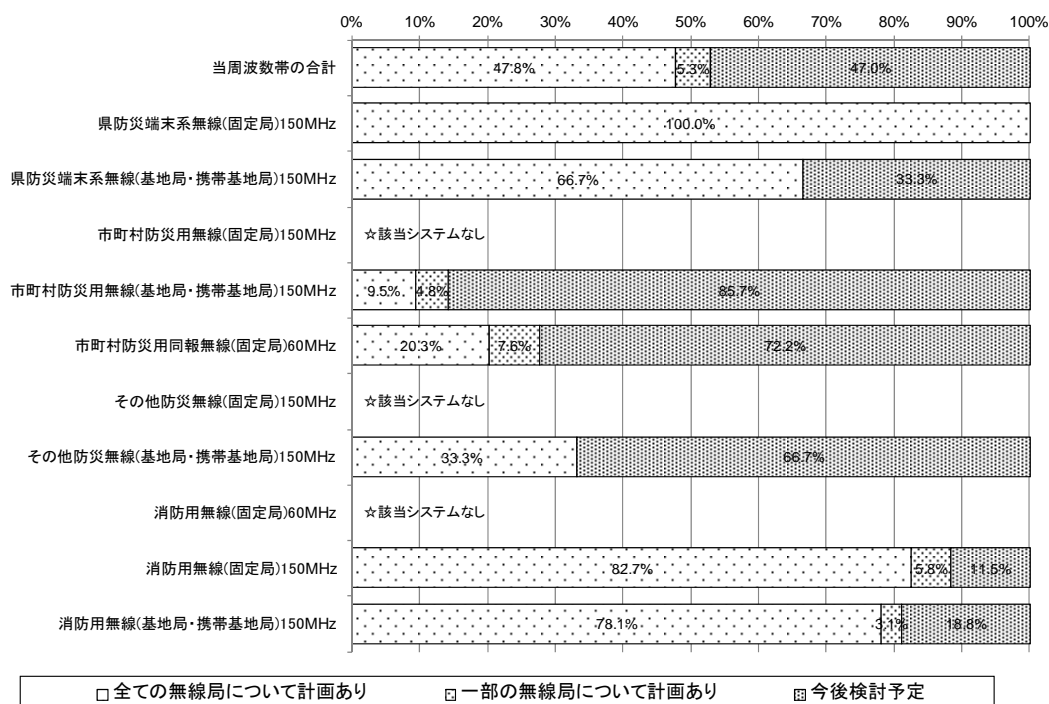 0% 10% 20% 30% 40% 50% 60% 70% 80% 90% 100%
当周波数帯の合計 47.8% 5.3% 47.0%
県防災端末系無線(固定局)150MHz 100.0%
県防災端末系無線(基地局・携帯基地局)150MHz 66.7% 33.3%
市町村防災用無線(固定局)150MHz ☆該当システムなし
市町村防災用無線(基地局・携帯基地局)150MHz 9.5% 4.8% 85.7%
市町村防災用同報無線(固定局)60MHz 20.3% 7.6% 72.2%
その他防災無線(固定局)150MHz ☆該当システムなし
その他防災無線(基地局・携帯基地局)150MHz 33.3% 66.7%
消防用無線(固定局)60MHz ☆該当システムなし
消防用無線(固定局)150MHz 82.7% 5.8% 11.5%
消防用無線(基地局・携帯基地局)150MHz 78.1% 3.1% 18.8%
全ての無線局について計画あり 一部の無線局について計画あり 今後検討予定